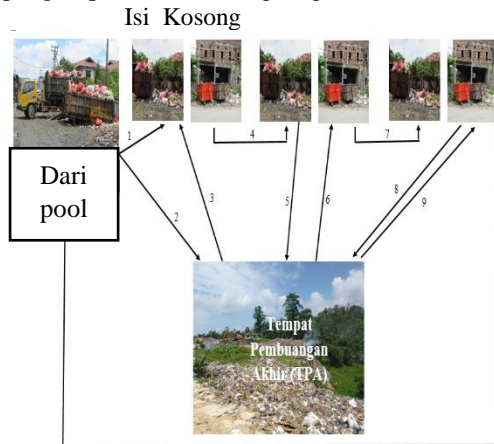 Isi Kosong
1
4
7
Dari
pool
2
3
5
6
8
9
Tempat
Pembuangan
Akhir (TPA)